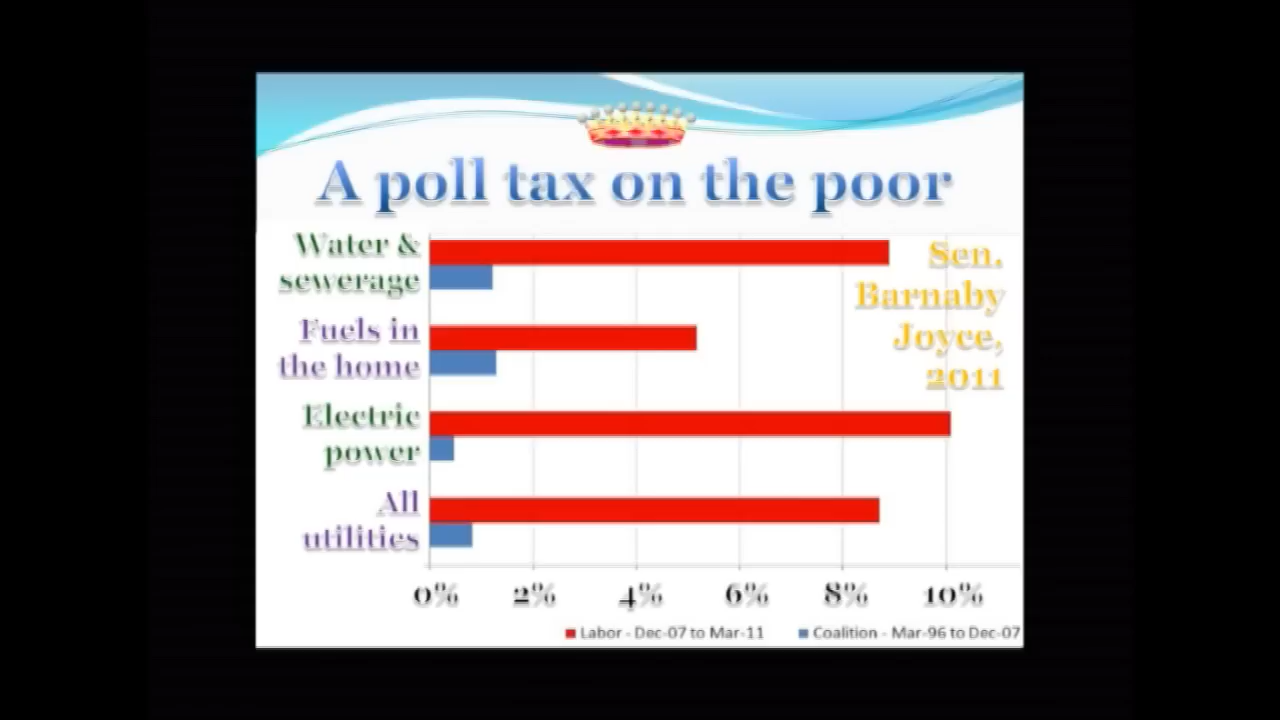 A poll tax on the poor
Water &
sewerage
Fuels in
the home
Electric
power
All
utilities
Sen.
Barnaby
Joyce,
2011
0% 2% 4% 6% 8% 10%
Labor - Dec-07 to Mar-11 Coalition - Mar-96 to Dec-07